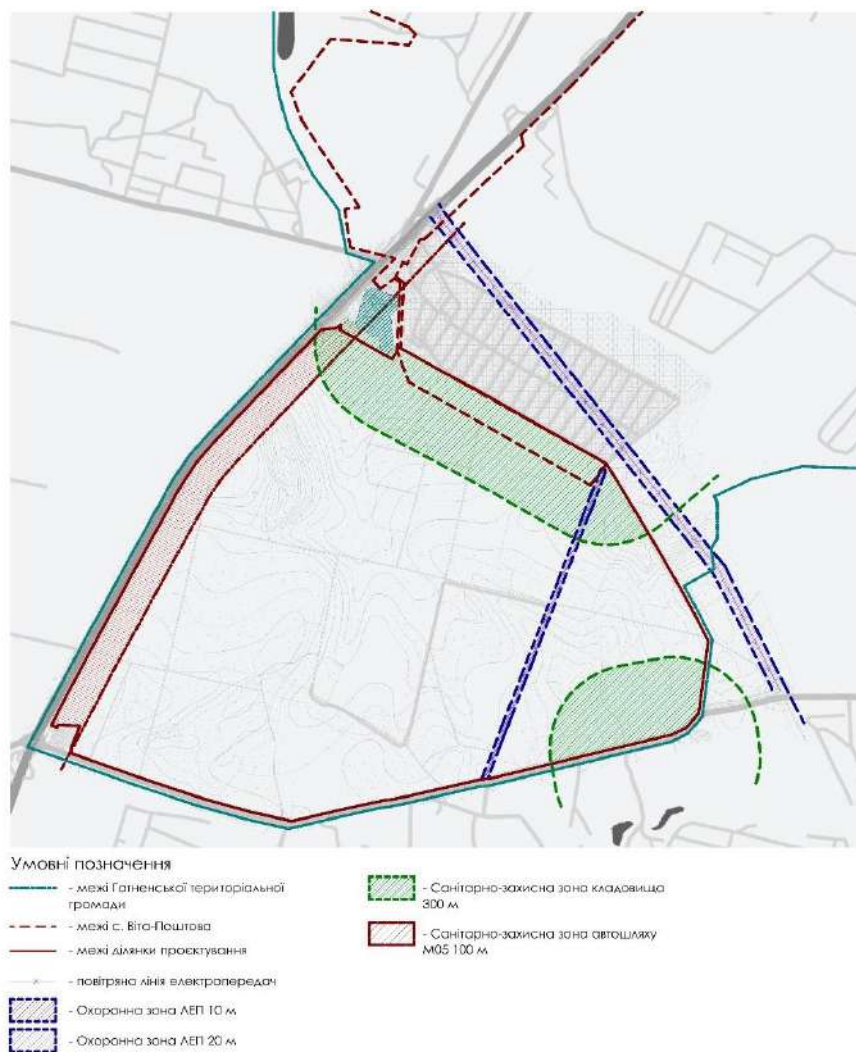 Умовні позначення
- межі Гатненської територіальної
громади
- межі с. Віта-Поштова
- межі ділянки проєктування
- повітряна лінія електропередач
- Охоронна зона ЛЕП 10 м
- Охоронна зона ЛЕП 20 м
- Санітарно-захисна зона кладовища
300 м
- Санітарно-захисна зона автошляху
М05 100 м